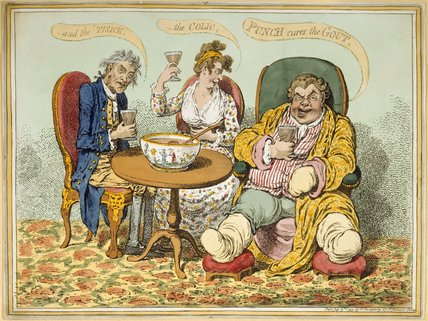 and the 'TISICK.
the COLIC,
PUNCH cures the GOUT,